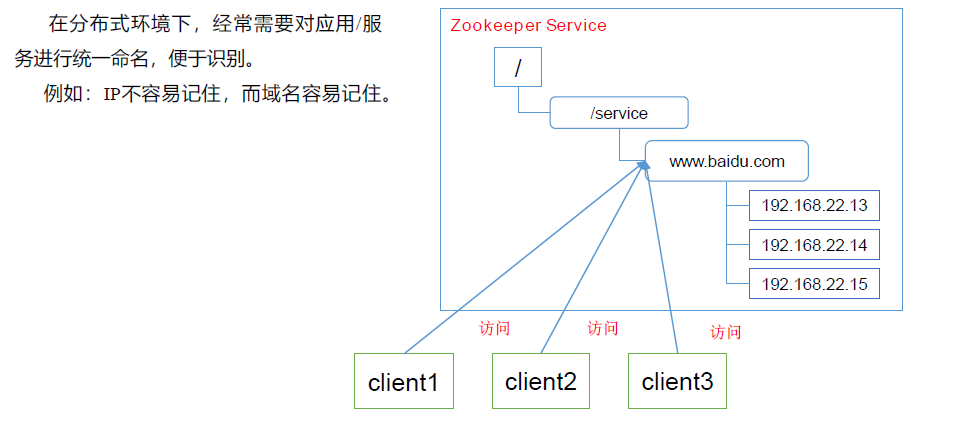 在分布式环境下，经常需要对应用/服
务进行统一命名，便于识别。
例如：IP不容易记住，而域名容易记住。
Zookeeper Service
/
/service
www.baidu.com
192.168.22.13
192.168.22.14
192.168.22.15
访问
访问
访问
client1
client2
client3